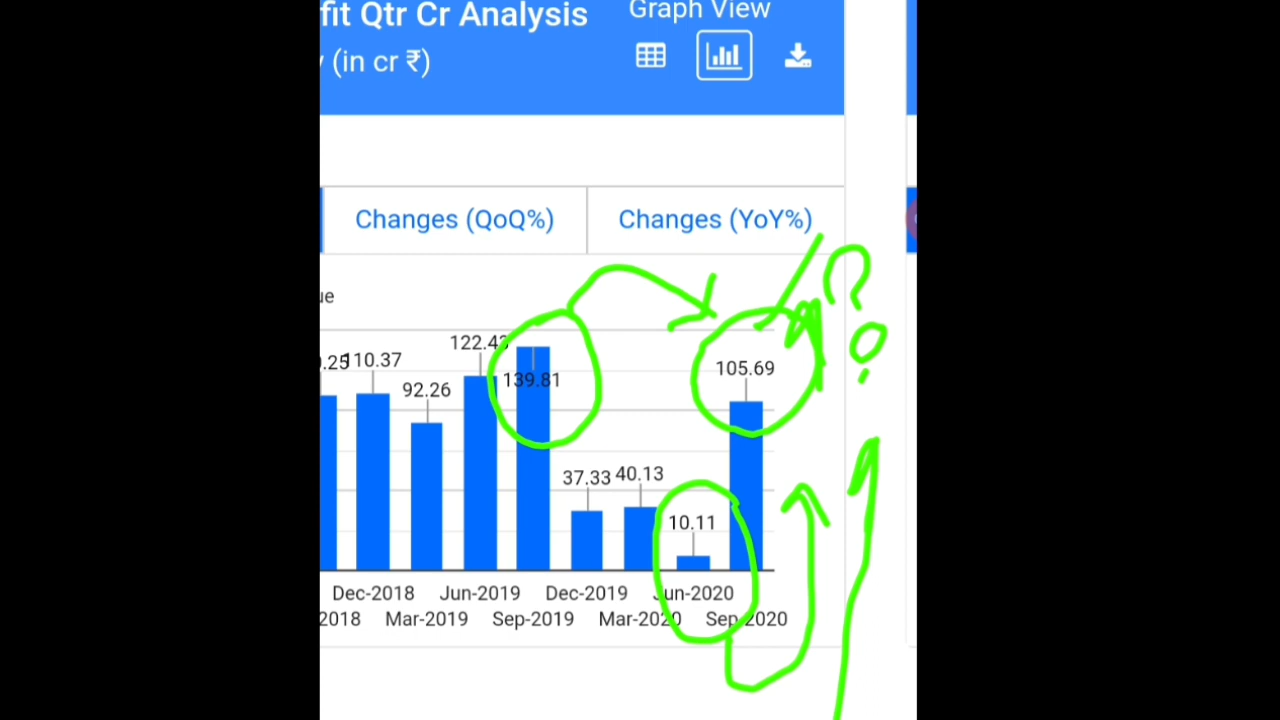 fit Qtr Cr Analysis
Graph View
(in cr ₹)
Changes (QoQ%)
Changes (YoY%)
ue
.25
110.37
92.26
122.43
139.81
37.33
40.13
10.11
105.69
Dec-2018
Jun-2019
Dec-2019
Jun-2020
2018
Mar-2019
Sep-2019
Mar-2020
Sep-2020
??